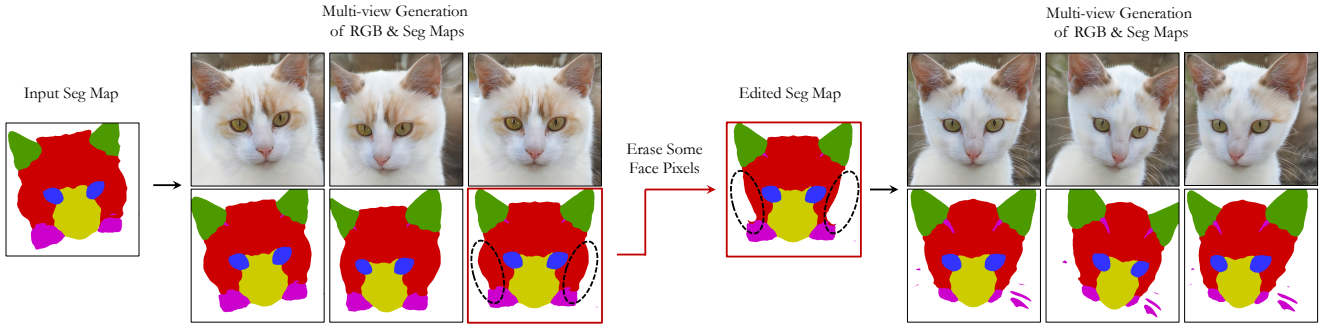 Input Seg Map
Multi-view Generation
of RGB & Seg Maps
Erase Some
Face Pixels
Edited Seg Map
Multi-view Generation
of RGB & Seg Maps